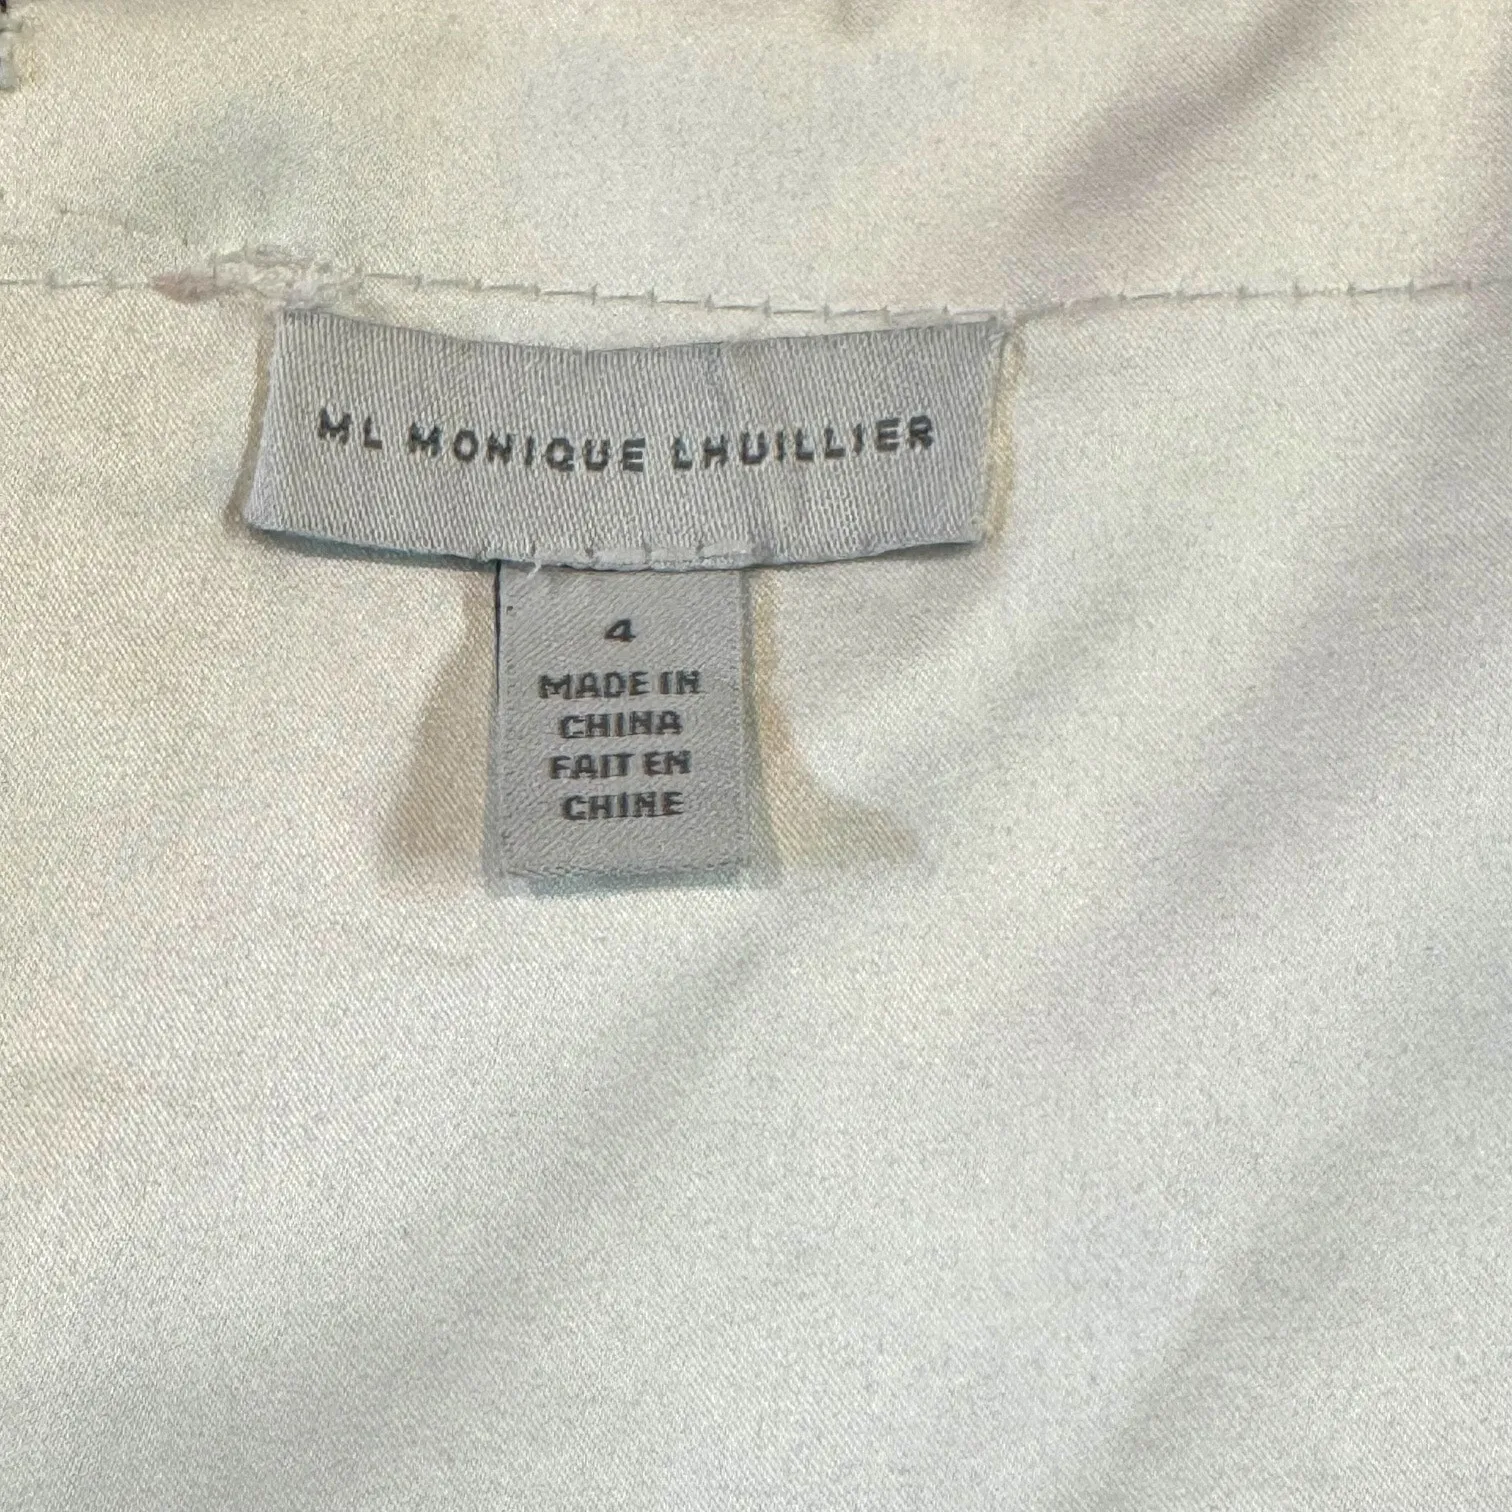 ML MONIQUE LHUILLIER
4
MADE IN
CHINA
FAIT EN
CHINE